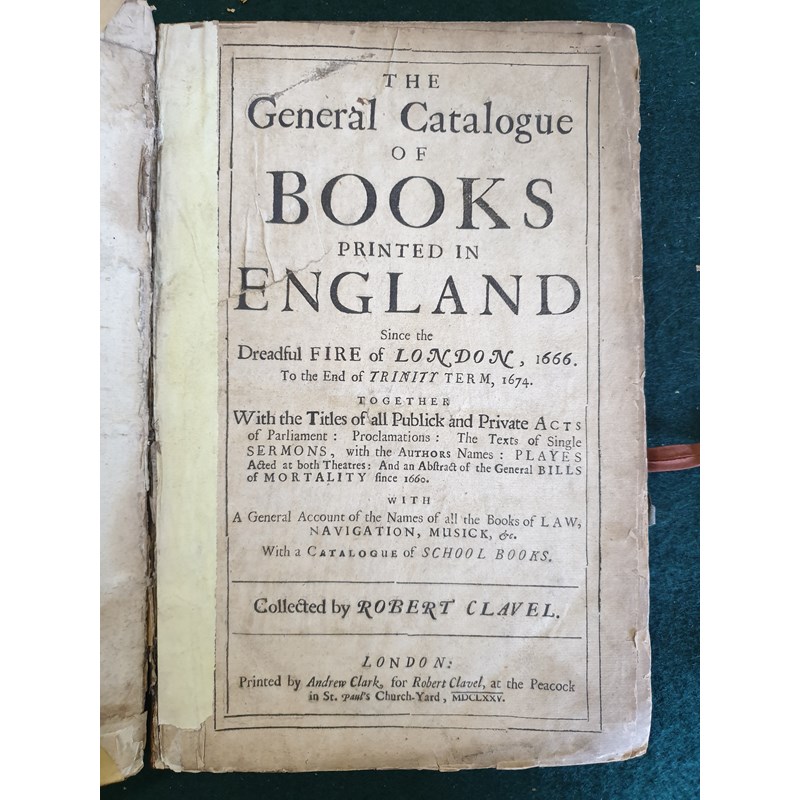 THE
General Catalogue
OF
BOOKS
PRINTED IN
ENGLAND
Since the
Dreadful FIRE of LONDON, 1666.
To the End of TRINITY TERM, 1674.
TOGETHER
With the Titles of all Publick and Private ACTS
of Parliament: Proclamations: The Texts of Single
SERMONS, with the AUTHORS Names: PLAYES
Acted at both Theatres: And an Abſtract of the General BILLS
of MORTALITY ſince 1660.
WITH
A General Account of the Names of all the Books of LAW,
NAVIGATION, MUSICK, &c.
With a CATALOGUE of SCHOOL BOOKS.
Collected by ROBERT CLAVEL.
LONDON:
Printed by Andrew Clark, for Robert Clavel, at the Peacock
in St. Paul's Church-Yard, MDCLXXV.